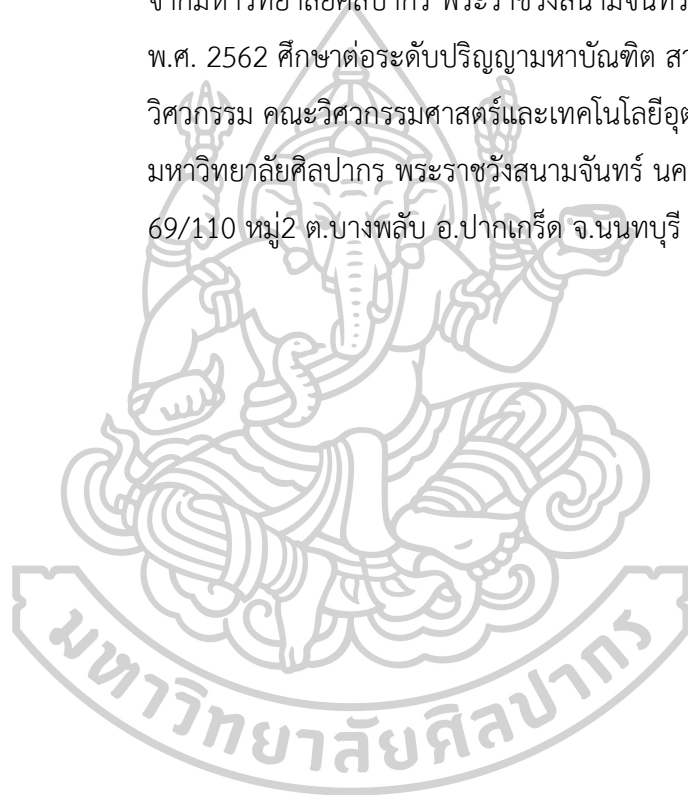 จากมหาวิทยาลัยศิลปากร พระราชวังสนามจันทร์
พ.ศ. 2562 ศึกษาต่อระดับปริญญามหาบัณฑิต
วิศวกรรม คณะวิศวกรรมศาสตร์และเทคโนโลยี
มหาวิทยาลัยศิลปากร พระราชวังสนามจันทร์
69/110 หมู่2 ต.บางพลับ อ.ปากเกร็ด จ.นนทบุรี
มหาวิทยาลัยศิลปากร